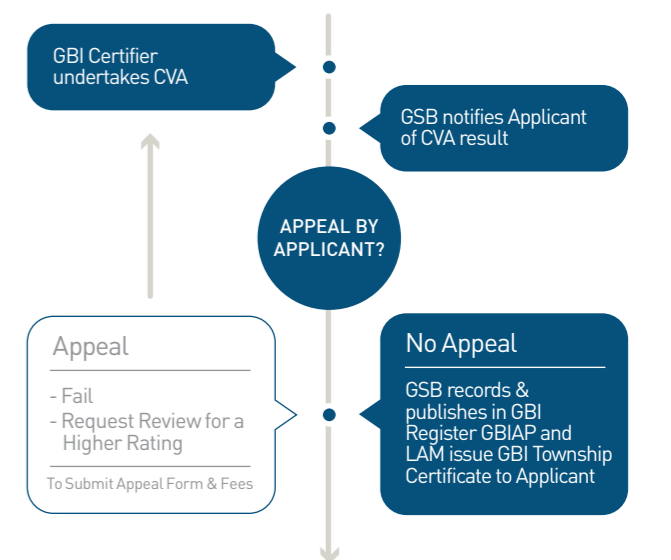 GBI Certifier
undertakes CVA
GSB notifies Applicant
of CVA result
APPEAL BY
APPLICANT?
Appeal
- Fail
- Request Review for a
Higher Rating
To Submit Appeal Form & Fees
No Appeal
GSB records &
publishes in GBI
Register GBIAP and
LAM issue GBI Township
Certificate to Applicant